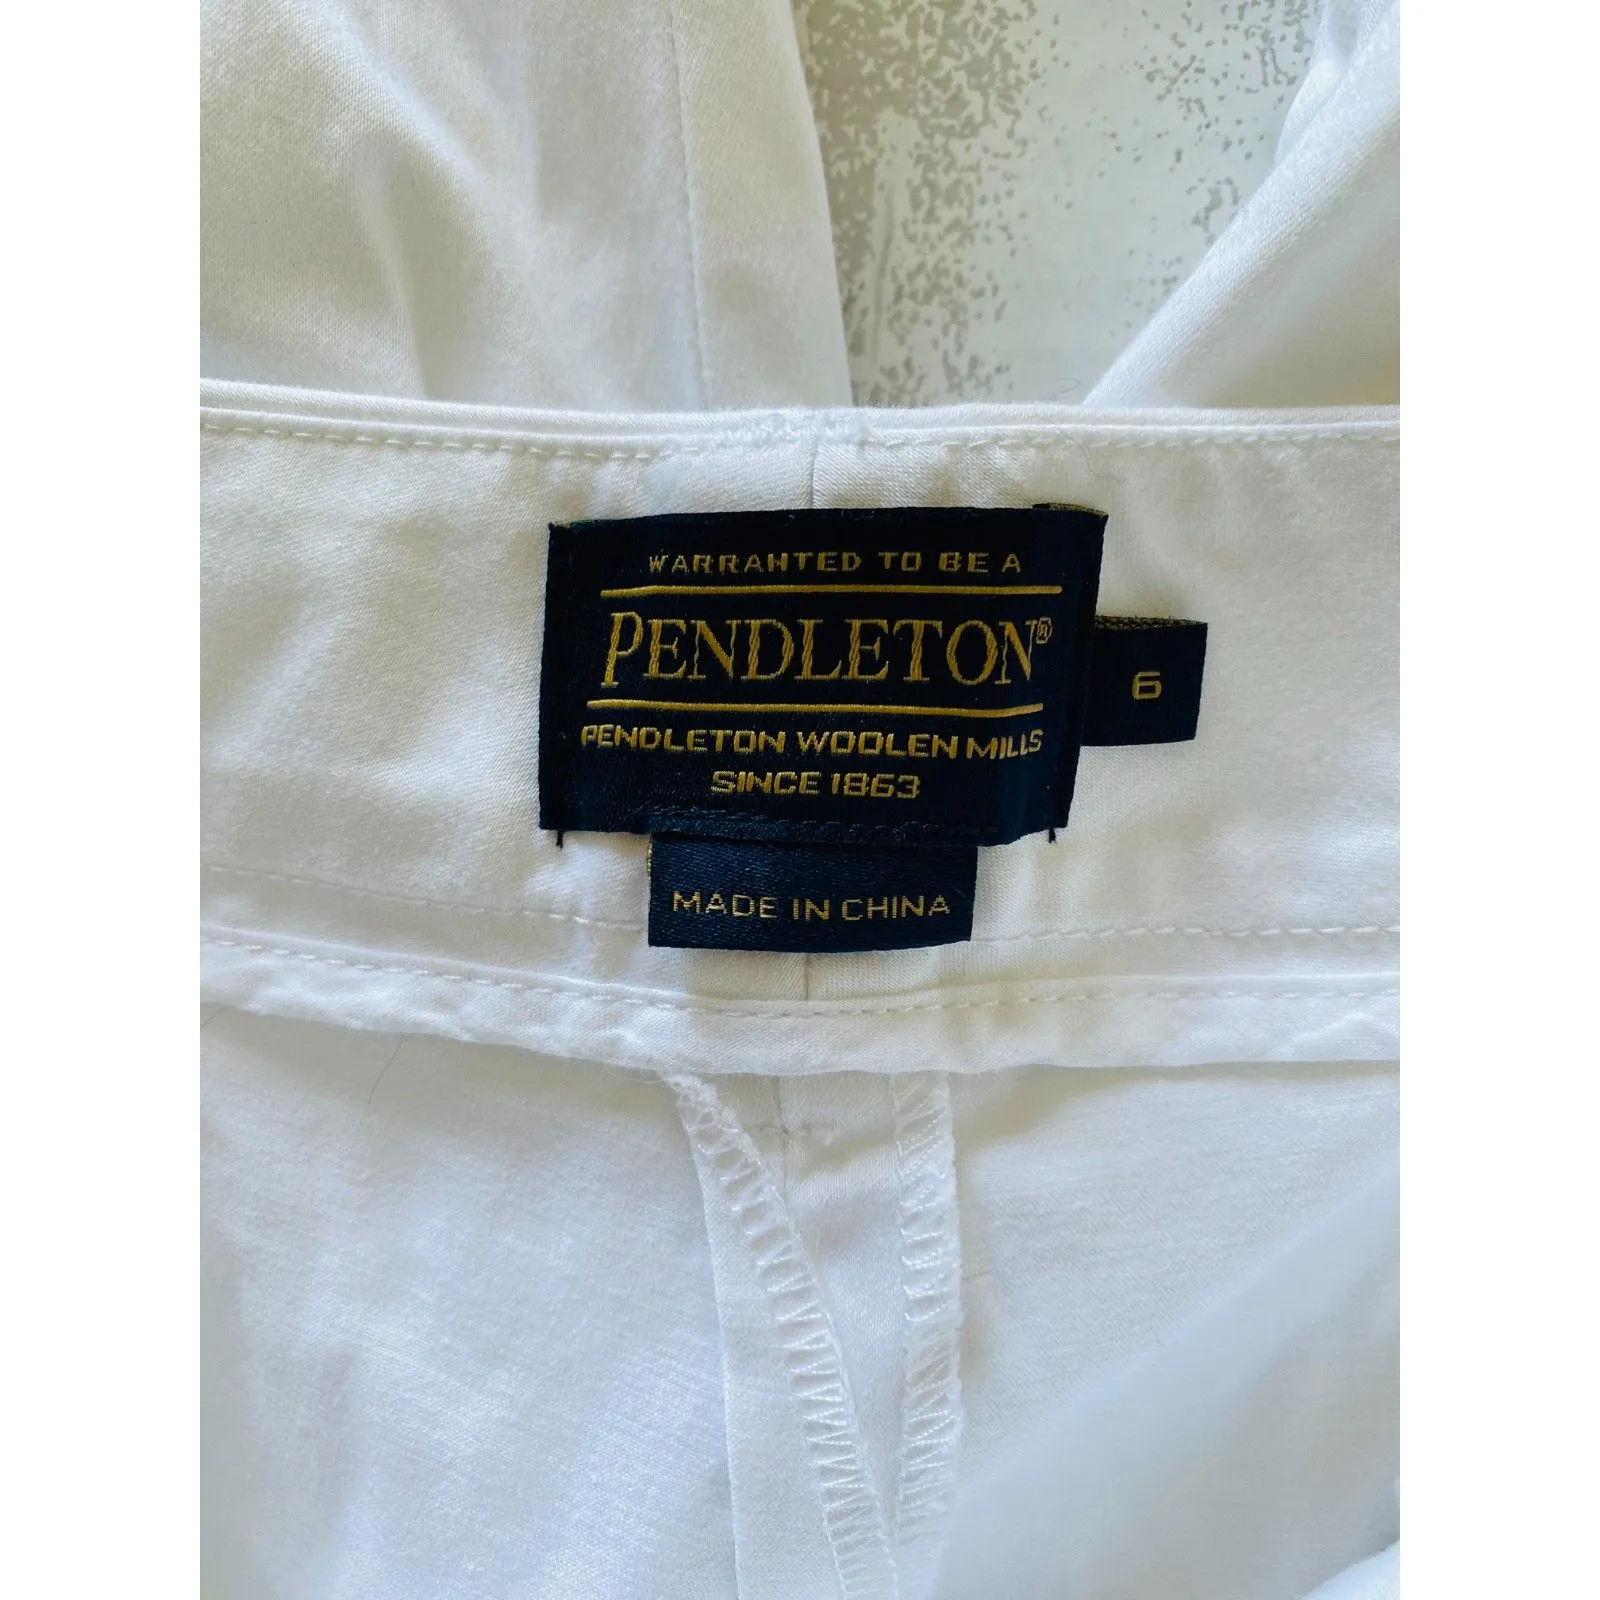 WARRANTED TO BE A
PENDLETON®
PENDLETON WOOLEN MILLS
SINCE 1863
6
MADE IN CHINA